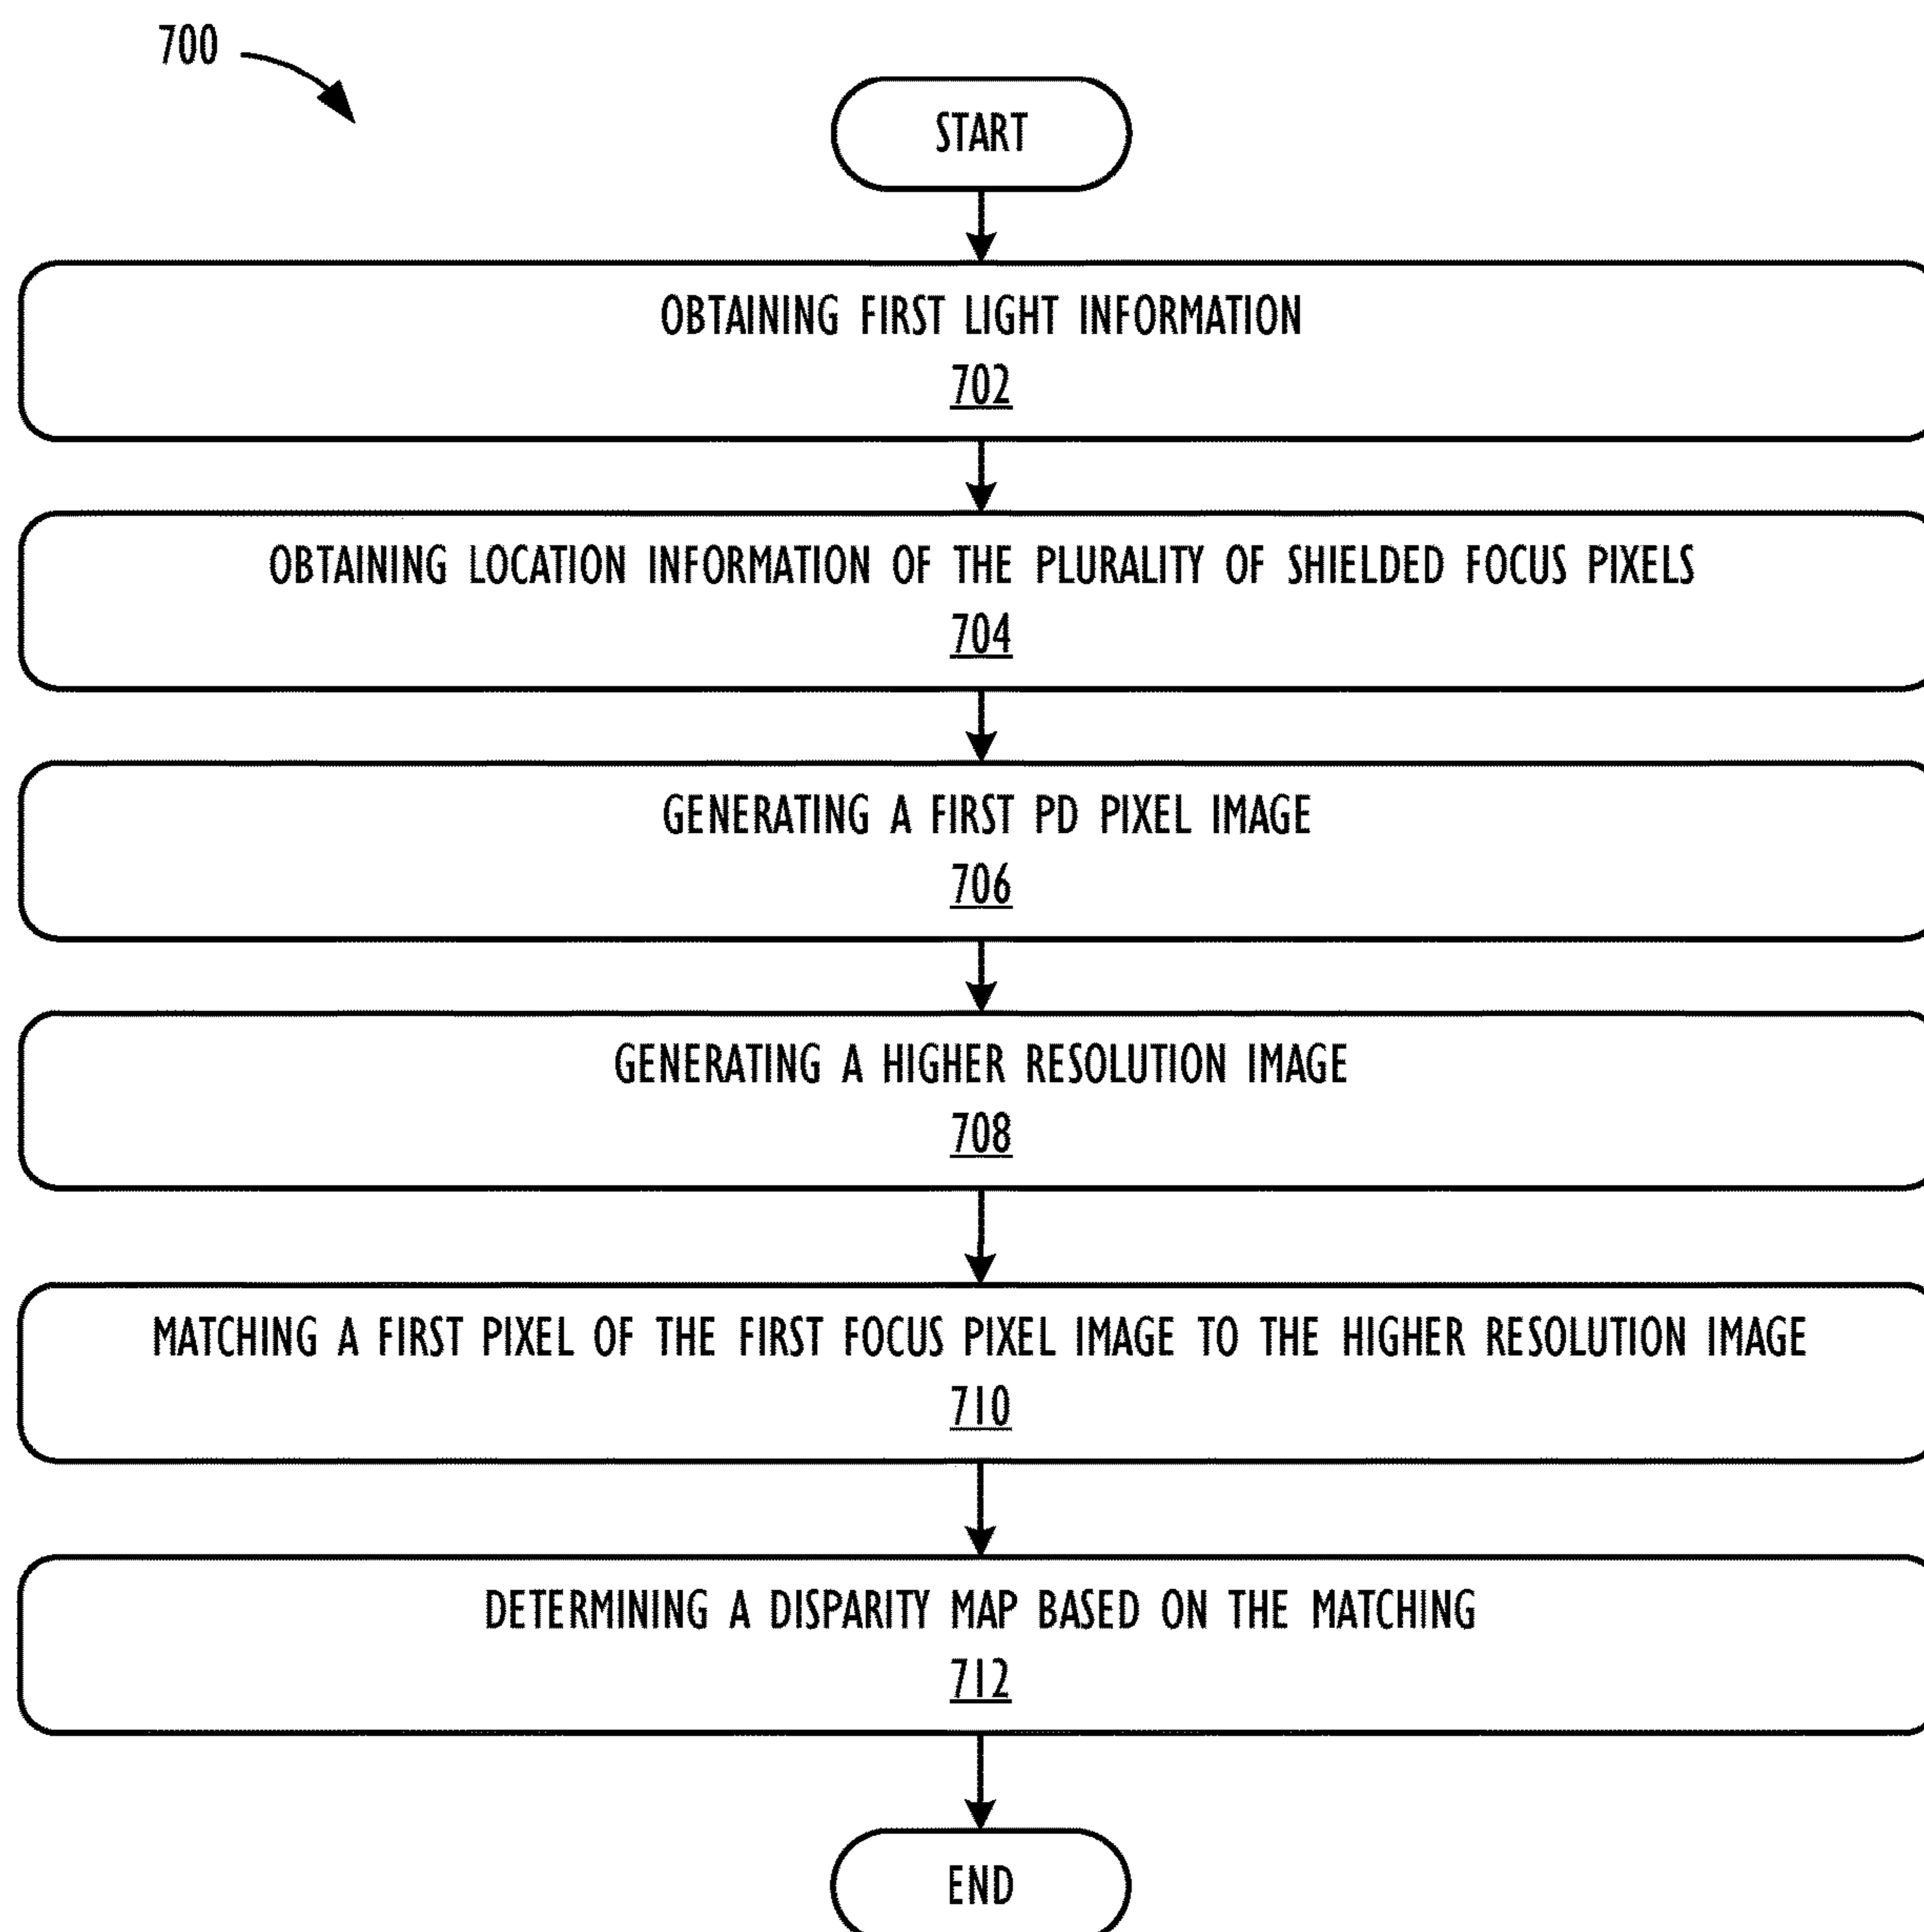 700
START
OBTAINING FIRST LIGHT INFORMATION
702
OBTAINING LOCATION INFORMATION OF THE PLURALITY OF SHIELDED FOCUS PIXELS
704
GENERATING A FIRST PD PIXEL IMAGE
706
GENERATING A HIGHER RESOLUTION IMAGE
708
MATCHING A FIRST PIXEL OF THE FIRST FOCUS PIXEL IMAGE TO THE HIGHER RESOLUTION IMAGE
710
DETERMINING A DISPARITY MAP BASED ON THE MATCHING
712
END